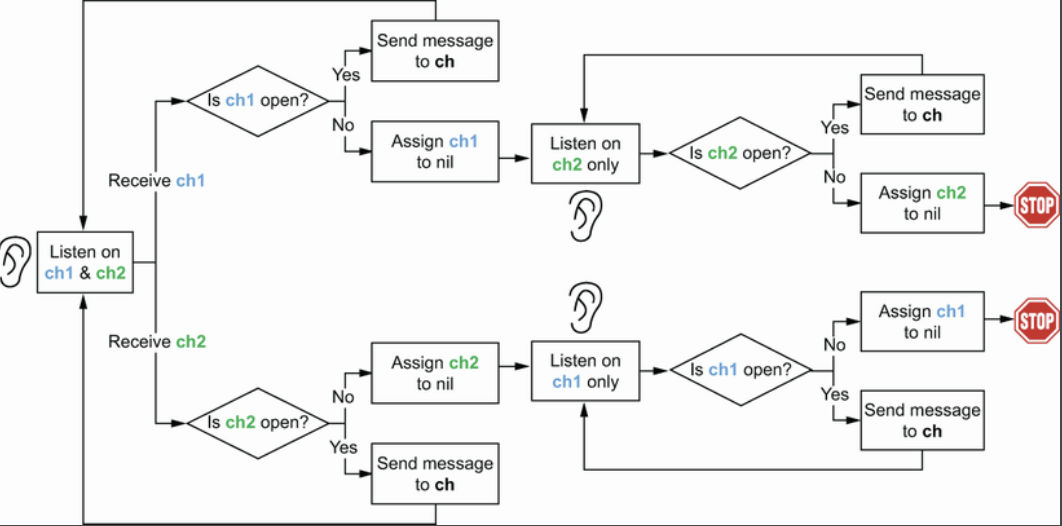 Send message
to ch
Is ch1 open?
Yes
No
Assign ch1
to nil
Receive ch1
Listen on
ch1 & ch2
Receive ch2
Is ch2 open?
No
Yes
Assign ch2
to nil
Send message
to ch
Listen on
ch2 only
Is ch2 open?
Yes
No
Send message
to ch
Assign ch2
to nil
STOP
Listen on
ch1 only
Is ch1 open?
No
Yes
Assign ch1
to nil
STOP
Send message
to ch